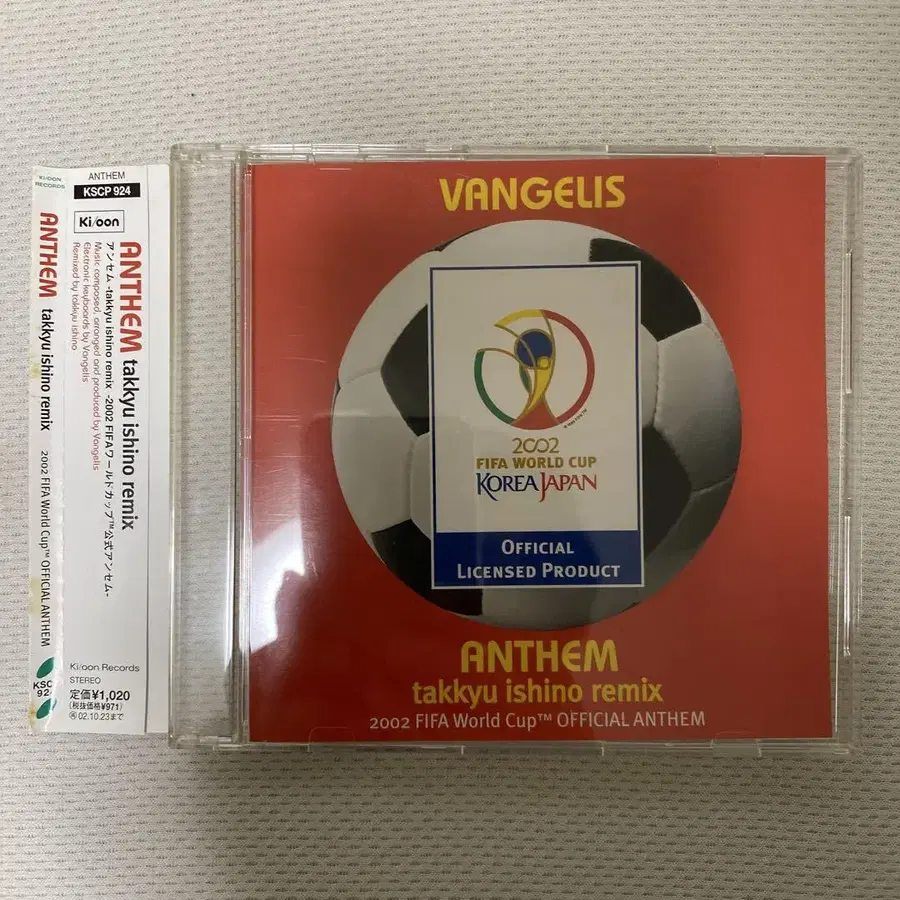 Ki/oon
RECORDS
ANTHEM takkyu ishino remix 2002 FIFA World Cup™ OFFICIAL ANTHEM
KSC
92
ANTHEM
KSCP 924
Ki/oon
ANTHEM takkyu ishino remix
アンセム -takkyu ishino remix -2002 FIFAワールドカップ™公式アンセム-
Music composed, arranged and produced by Vangelis
Electronic keyboards by Vangelis
Remixed by takkyu ishino
Ki/oon Records
STEREO
定価¥1,020
(税抜価格¥971)
02.10.23まで
VANGELIS
2002
FIFA WORLD CUP
KOREA JAPAN
OFFICIAL
LICENSED PRODUCT
ANTHEM
takkyu ishino remix
2002 FIFA World Cup™ OFFICIAL ANTHEM